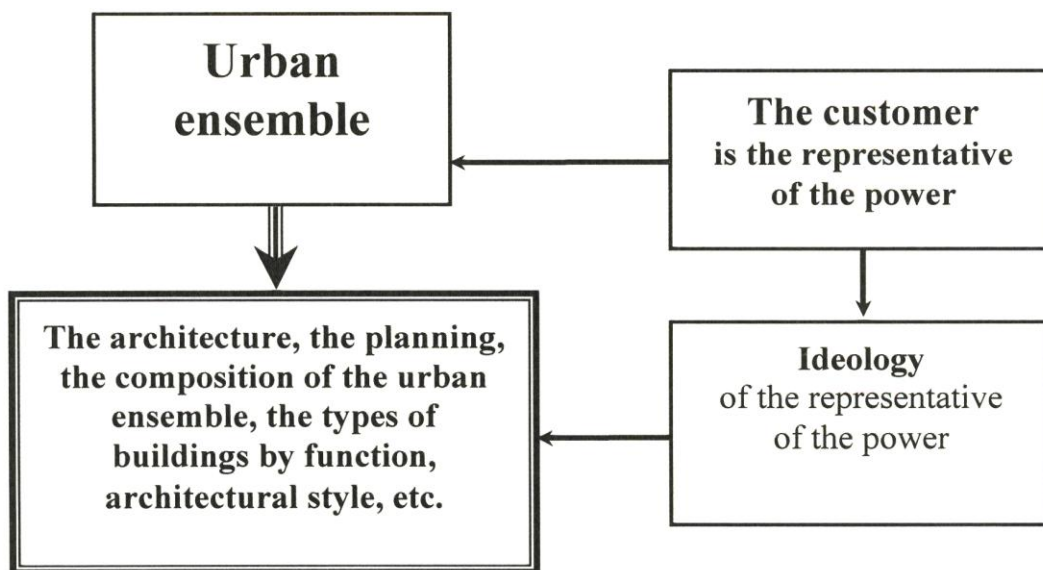 Urban
ensemble
The customer
is the representative
of the power
The architecture, the planning,
the composition of the urban
ensemble, the types of
buildings by function,
architectural style, etc.
Ideology
of the representative
of the power